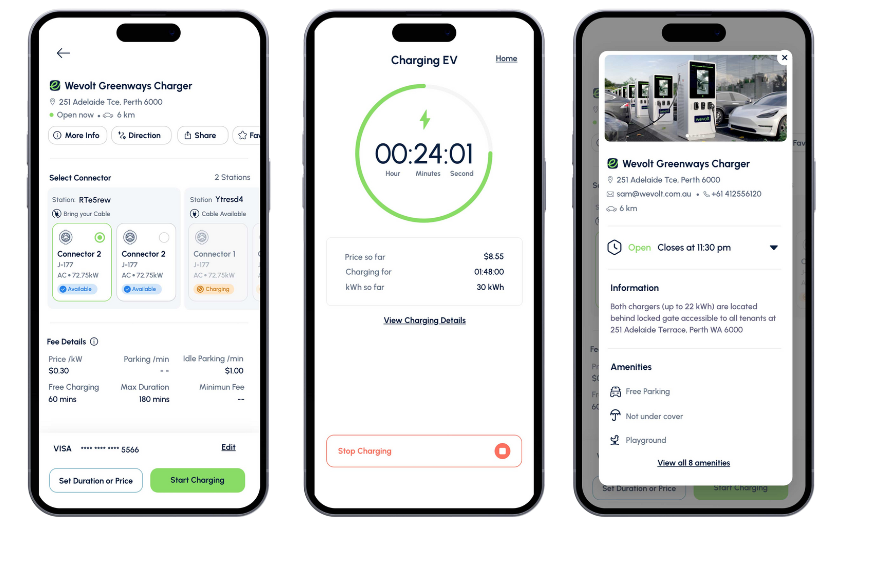 Wevolt Greenways Charger
251 Adelaide Tce, Perth 6000
Open now • 6 km
More Info Direction Share Fav
Select Connector 2 Stations
Station: RTe5rew
Bring your Cable
Connector 2
J-177
AC • 72.75kW
Available
Connector 2
J-177
AC • 72.75kW
Available
Station Ytresd4
Cable Available
Connector 1
J-177
AC • 72.75kW
Charging
Fee Details
Price /kW Parking /min Idle Parking /min
$0.30 -- $1.00
Free Charging Max Duration Minimun Fee
60 mins 180 mins --
VISA **** **** **** 5566 Edit
Set Duration or Price Start Charging
Charging EV Home
00:24:01
Hour Minutes Second
Price so far $8.55
Charging for 01:48:00
kWh so far 30 kWh
View Charging Details
Stop Charging
Wevolt
Wevolt Greenways Charger
251 Adelaide Tce, Perth 6000
sam@wevolt.com.au • +61 412556120
6 km
Open Closes at 11:30 pm
Information
Both chargers (up to 22 kWh) are located
behind locked gate accessible to all tenants at
251 Adelaide Terrace, Perth WA 6000
Amenities
Free Parking
Not under cover
Playground
View all 8 amenities
Fav
Set Duration or Price Start Charging